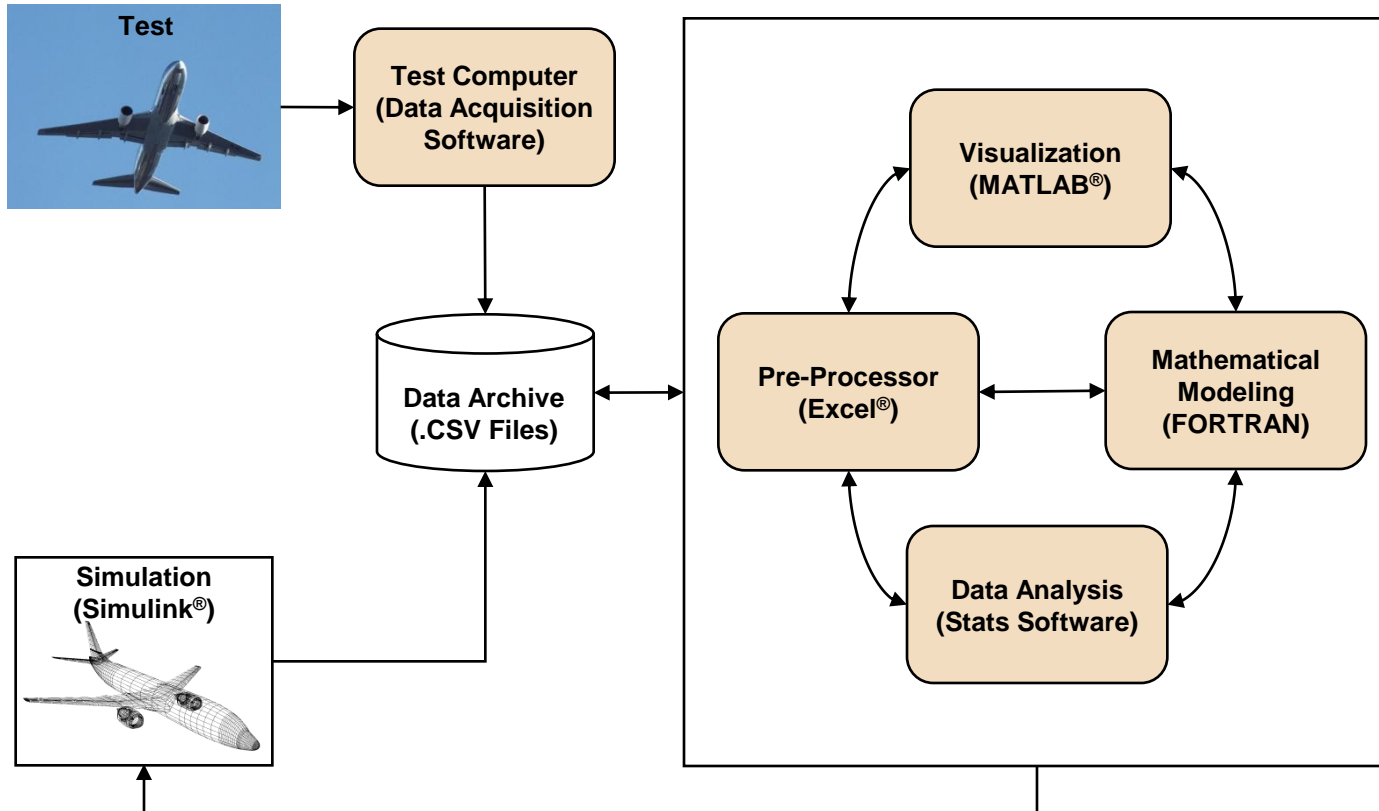 Test
Test Computer
(Data Acquisition
Software)
Visualization
(MATLAB®)
Pre-Processor
(Excel®)
Mathematical
Modeling
(FORTRAN)
Data Archive
(.CSV Files)
Data Analysis
(Stats Software)
Simulation
(Simulink®)